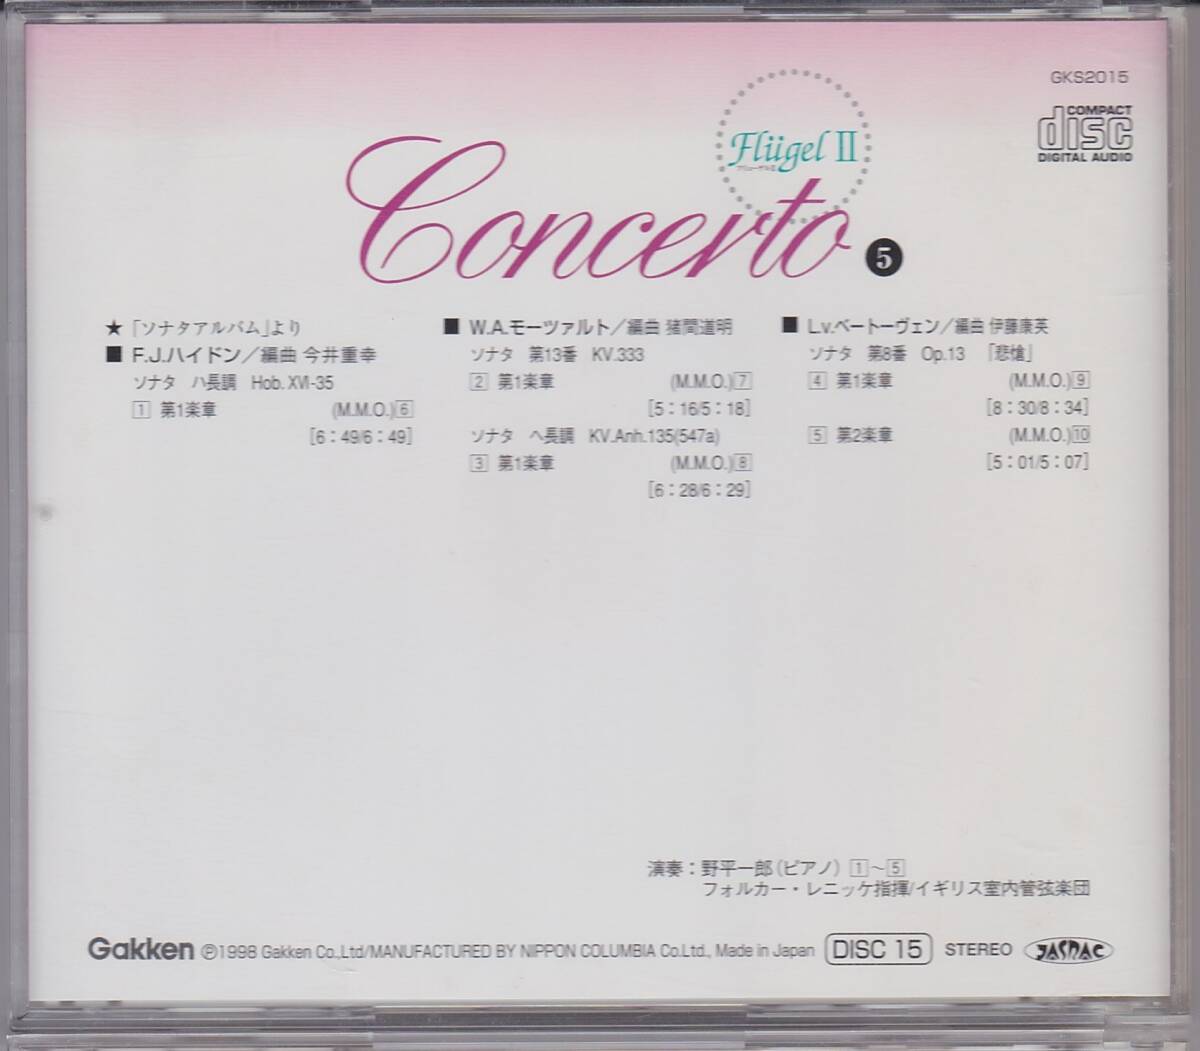 GKS2015
COMPACT
disc
DIGITAL AUDIO
Flügel II
Concerto 5
★「ソナタアルバム」より
■ F.J.ハイドン／編曲 今井重幸
ソナタ ハ長調 Hob. XVI-35
1 第1楽章 (M.M.O.)6
[6：49/6：49]
■ W.A.モーツァルト／編曲 猪間道明
ソナタ 第13番 KV.333
2 第1楽章 (M.M.O.)7
[5：16/5：18]
ソナタ ヘ長調 KV.Anh.135(547a)
3 第1楽章 (M.M.O.)8
[6：28/6：29]
■ L.v.ベートーヴェン／編曲 伊藤康英
ソナタ 第8番 Op.13 「悲愴」
4 第1楽章 (M.M.O.)9
[8：30/8：34]
5 第2楽章 (M.M.O.)10
[5：01/5：07]
演奏：野平一郎（ピアノ） 1～5
フォルカー・レニッケ指揮/イギリス室内管弦楽団
Gakken ℗1998 Gakken Co.,Ltd/MANUFACTURED BY NIPPON COLUMBIA Co.Ltd., Made in Japan DISC 15 STEREO JASRAC